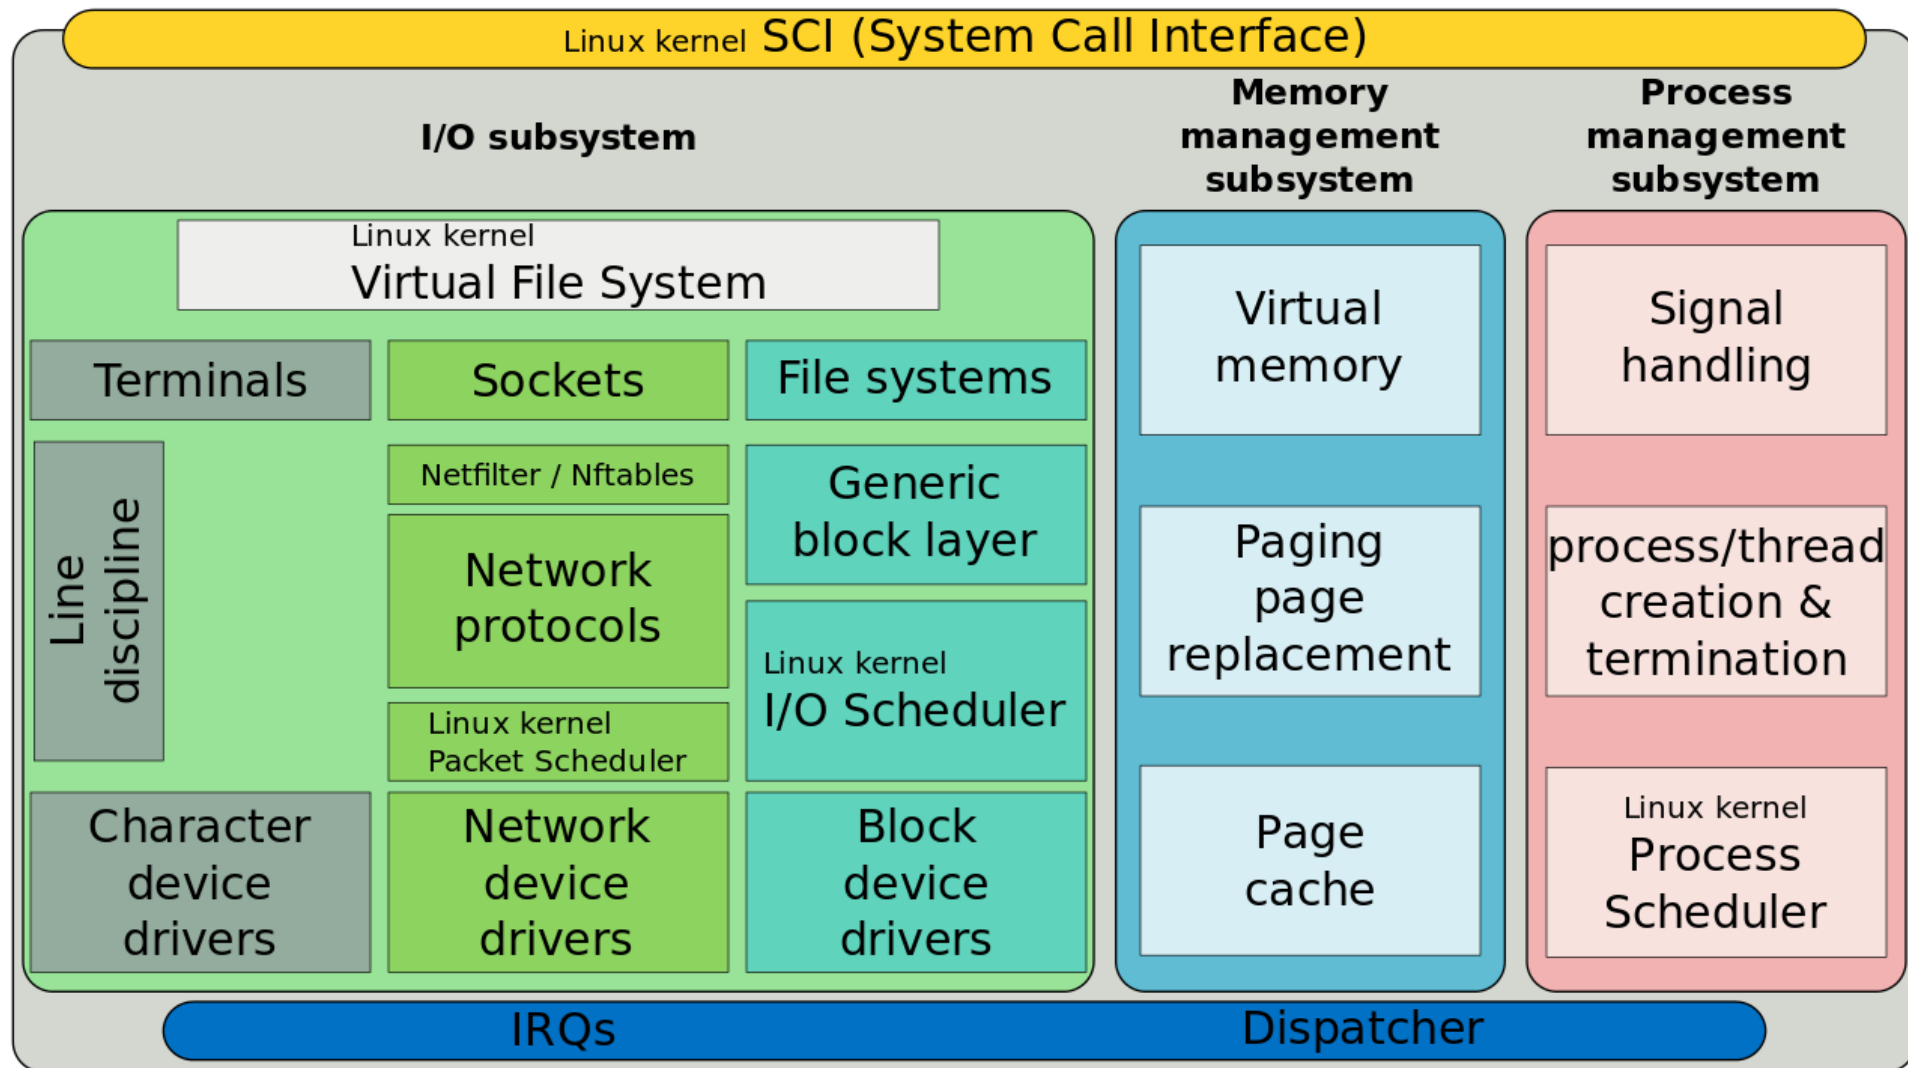 Linux kernel SCI (System Call Interface)
I/O subsystem
Memory
management
subsystem
Process
management
subsystem
Linux kernel
Virtual File System
Terminals
Sockets
File systems
Line
discipline
Netfilter / Nftables
Network
protocols
Linux kernel
Packet Scheduler
Generic
block layer
Linux kernel
I/O Scheduler
Character
device
drivers
Network
device
drivers
Block
device
drivers
Virtual
memory
Paging
page
replacement
Page
cache
Signal
handling
process/thread
creation &
termination
Linux kernel
Process
Scheduler
IRQs
Dispatcher